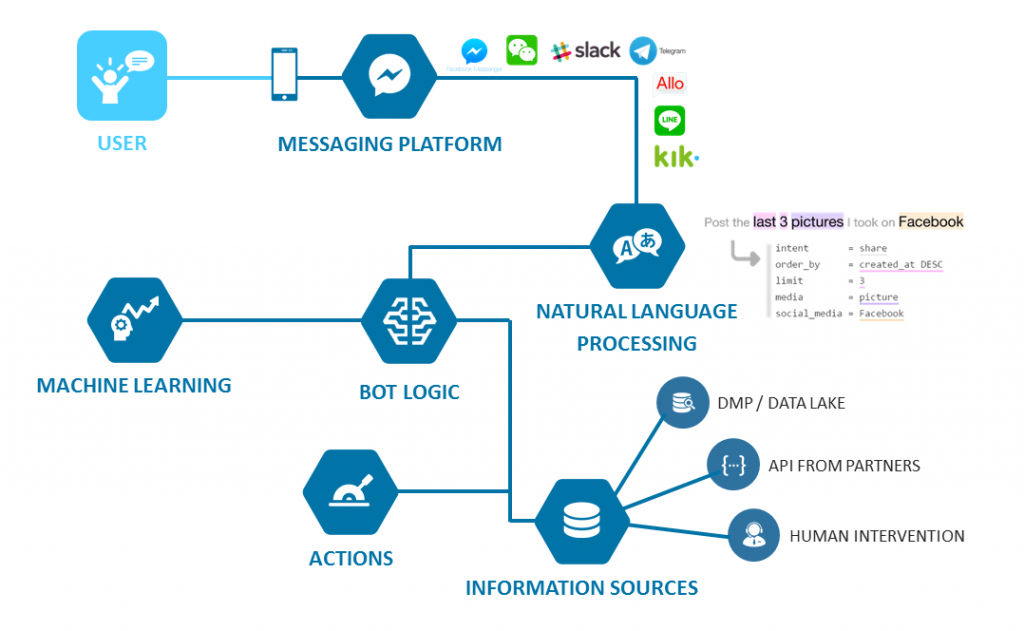 Facebook Messenger
slack
Telegram
Allo
LINE
kik
USER
MESSAGING PLATFORM
A あ
Post the last 3 pictures I took on Facebook
intent = share
order_by = created_at DESC
limit = 3
media = picture
social_media = Facebook
NATURAL LANGUAGE
PROCESSING
MACHINE LEARNING
BOT LOGIC
DMP / DATA LAKE
{...} API FROM PARTNERS
HUMAN INTERVENTION
ACTIONS
INFORMATION SOURCES